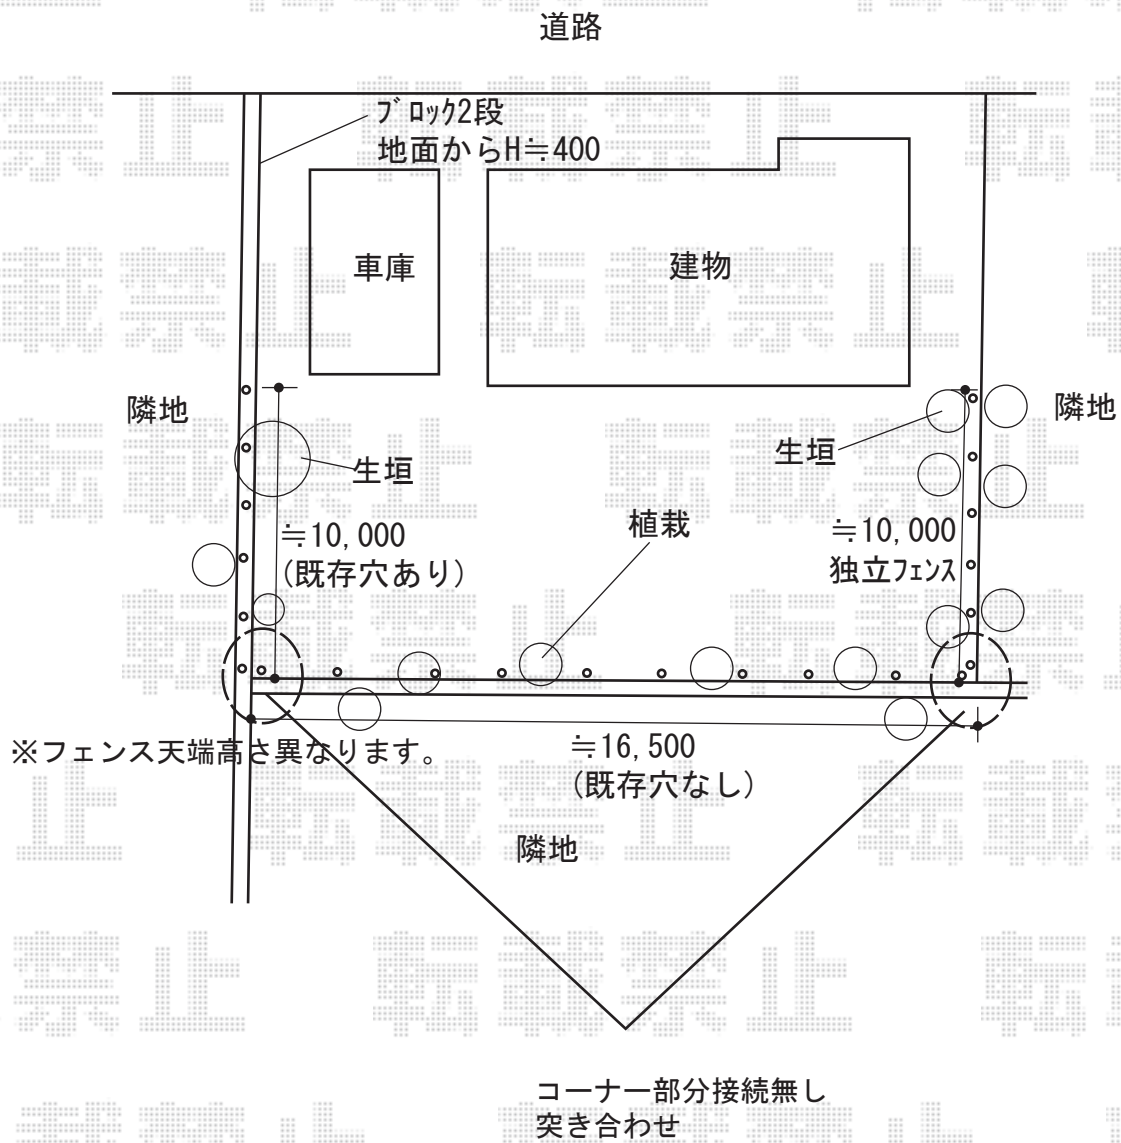 道路
ブロック2段
地面からH≒400
車庫
建物
隣地
隣地
生垣
生垣
植栽
≒10,000
(既存穴あり)
≒10,000
独立フェンス
※フェンス天端高さ異なります。
≒16,500
(既存穴なし)
隣地
コーナー部分接続無し
突き合わせ
転載禁止